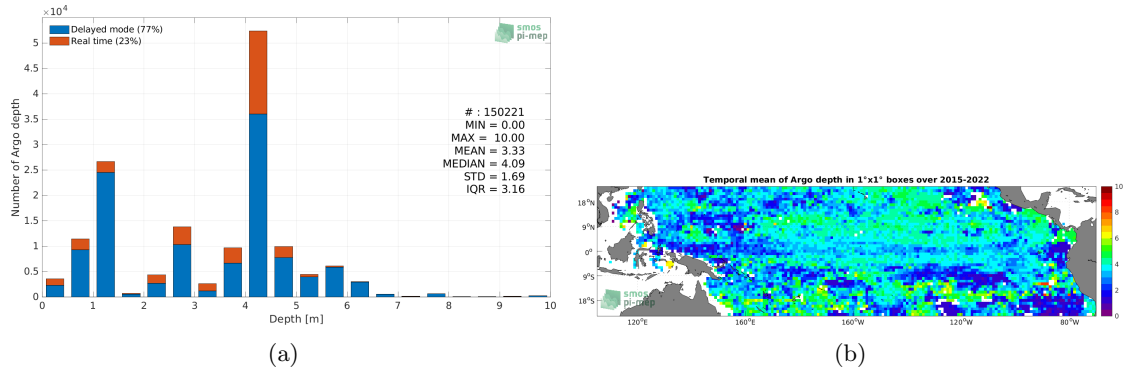 ×10⁴
Delayed mode (77%)
Real time (23%)
smos
pi-mep
5
4.5
4
3.5
3
2.5
2
1.5
1
0.5
0
Number of Argo depth
# : 150221
MIN = 0.00
MAX = 10.00
MEAN = 3.33
MEDIAN = 4.09
STD = 1.69
IQR = 3.16
0 1 2 3 4 5 6 7 8 9 10
Depth [m]
(a)
Temporal mean of Argo depth in 1°x1° boxes over 2015-2022
18°N
9°N
0°
9°S
18°S
smos
pi-mep
120°E 160°E 160°W 120°W 80°W
10
8
6
4
2
0
(b)